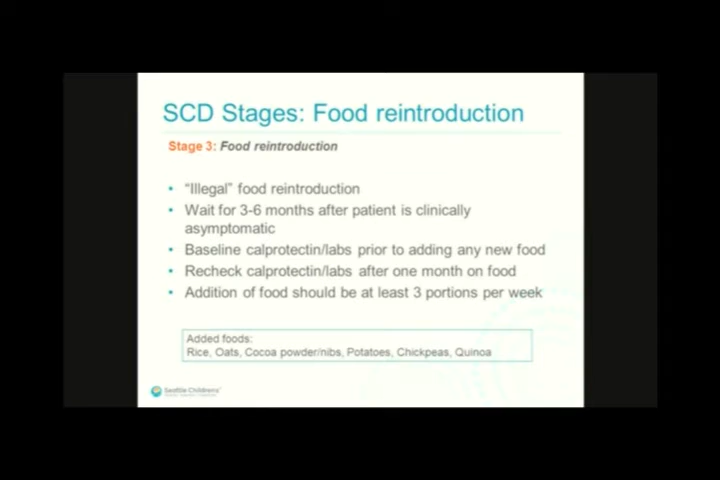 SCD Stages: Food reintroduction
Stage 3: Food reintroduction
• "Illegal" food reintroduction
• Wait for 3-6 months after patient is clinically
asymptomatic
• Baseline calprotectin/labs prior to adding any new food
• Recheck calprotectin/labs after one month on food
• Addition of food should be at least 3 portions per week
Added foods:
Rice, Oats, Cocoa powder/nibs, Potatoes, Chickpeas, Quinoa
Seattle Children's